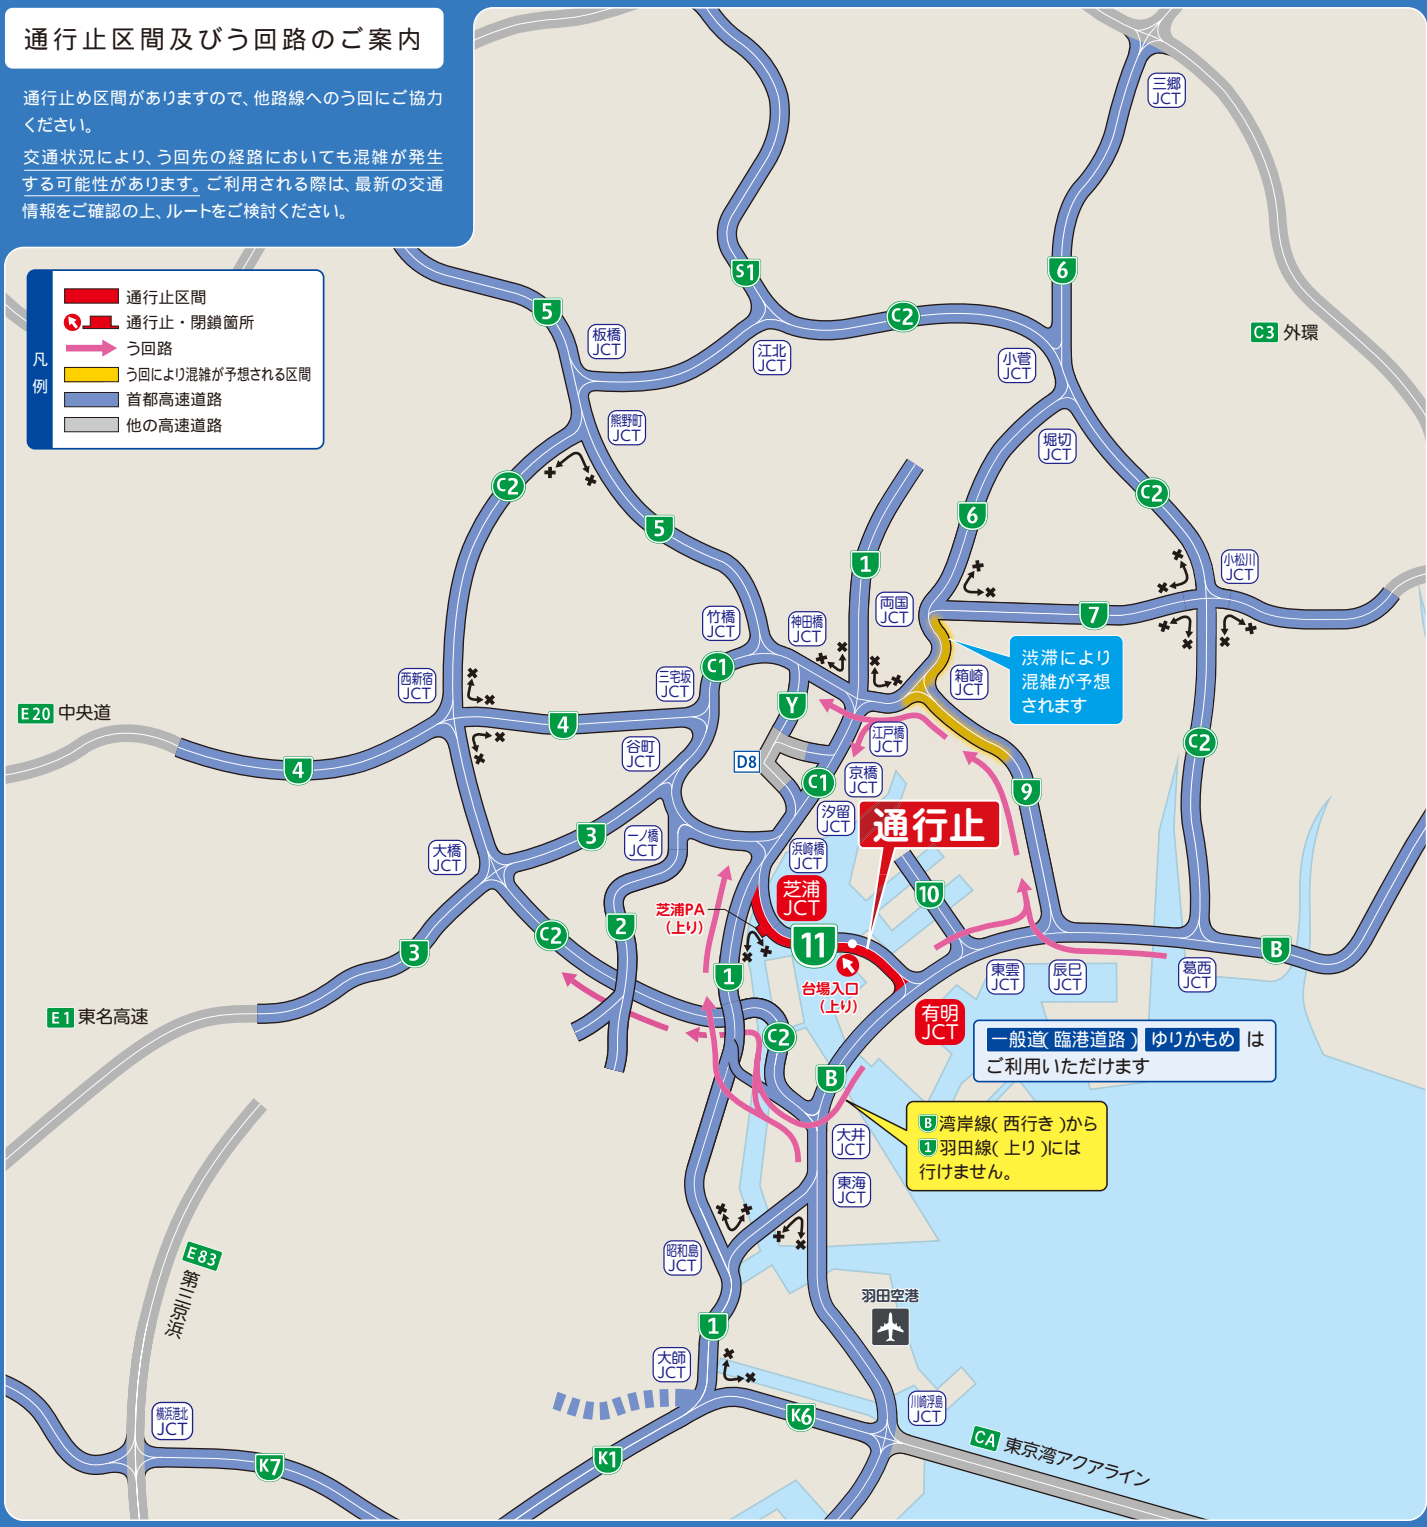 通行止区間及びう回路のご案内
通行止め区間がありますので、他路線へのう回にご協力
ください。
交通状況により、う回先の経路においても混雑が発生
する可能性があります。ご利用される際は、最新の交通
情報をご確認の上、ルートをご検討ください。
凡例
通行止区間
通行止・閉鎖箇所
う回路
う回により混雑が予想される区間
首都高速道路
他の高速道路
三郷
JCT
S1
6
5
C2
板橋
JCT
江北
JCT
小菅
JCT
C3 外環
熊野町
JCT
堀切
JCT
C2
C2
6
5
1
小松川
JCT
両国
JCT
7
竹橋
JCT
神田橋
JCT
C1
三宅坂
JCT
箱崎
JCT
渋滞により
混雑が予想
されます
西新宿
JCT
E20 中央道
4
Y
4
谷町
JCT
江戸橋
JCT
C2
D8
京橋
JCT
C1
9
汐留
JCT
通行止
3
一ノ橋
JCT
大橋
JCT
浜崎橋
JCT
芝浦
JCT
10
芝浦PA
(上り)
2
C2
11
3
B
台場入口
(上り)
1
東雲
JCT
辰巳
JCT
葛西
JCT
E1 東名高速
有明
JCT
C2
一般道(臨港道路) ゆりかもめ は
ご利用いただけます
B
B 湾岸線(西行き)から
1 羽田線(上り)には
行けません。
大井
JCT
東海
JCT
E83
第三京浜
昭和島
JCT
羽田空港
1
大師
JCT
横浜港北
JCT
K6
川崎浮島
JCT
CA 東京湾アクアライン
K7
K1